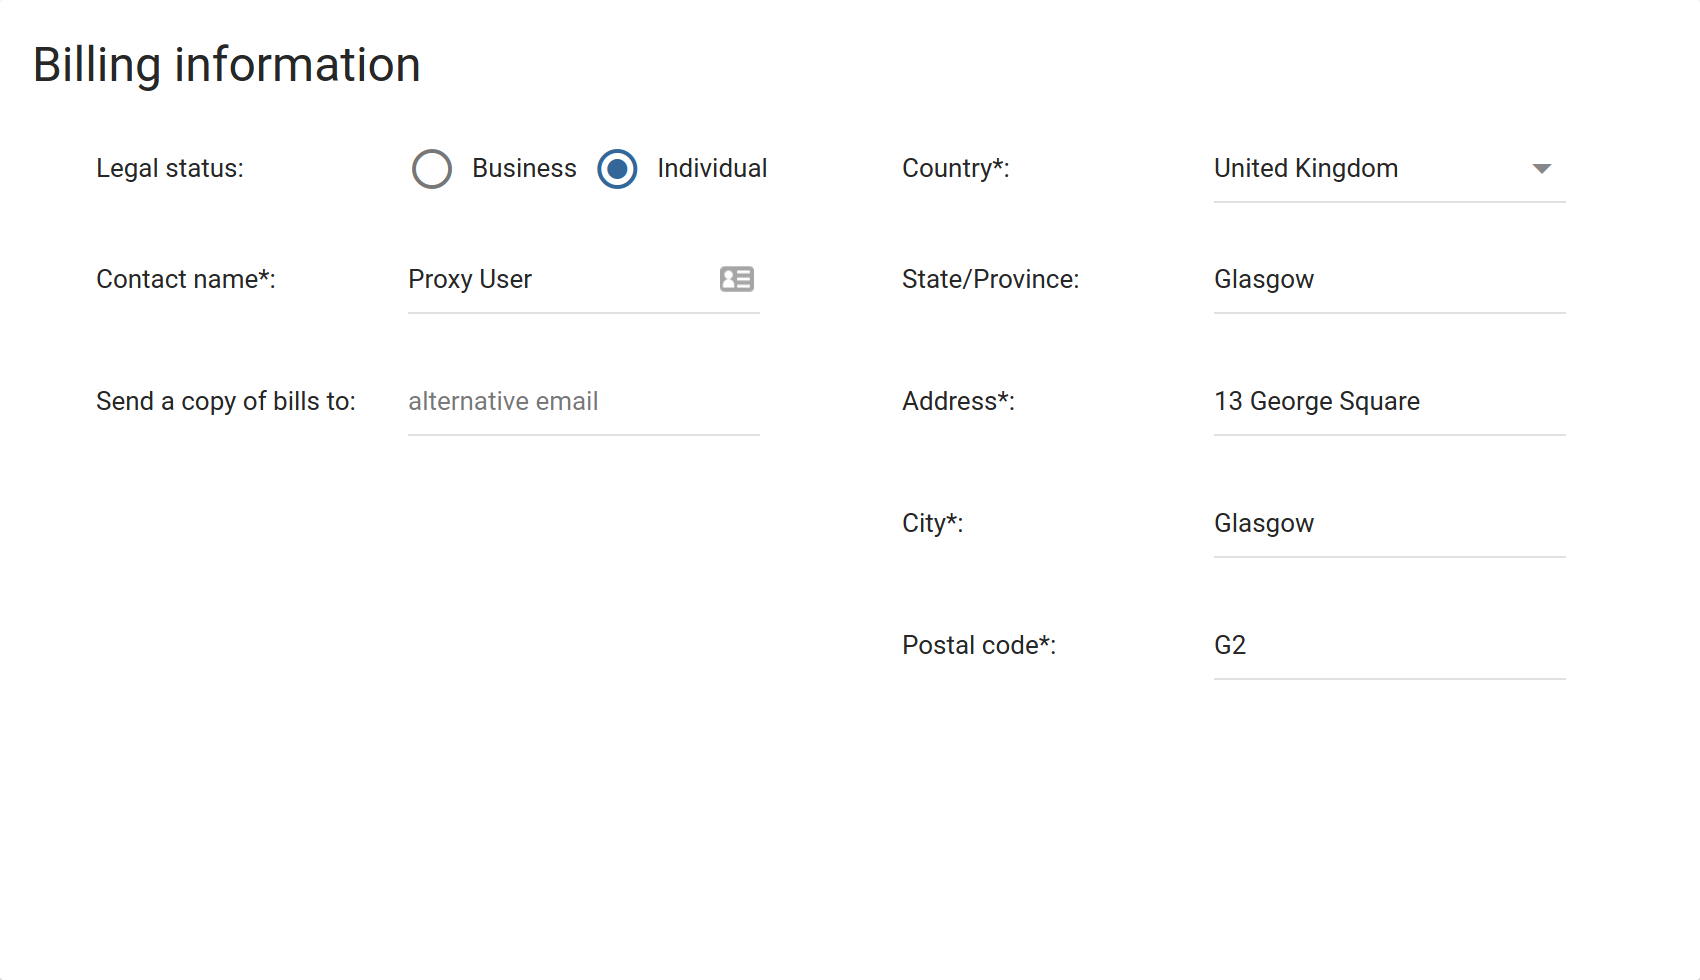 Billing information
Legal status: Business Individual
Contact name*: Proxy User
Send a copy of bills to: alternative email
Country*: United Kingdom
State/Province: Glasgow
Address*: 13 George Square
City*: Glasgow
Postal code*: G2